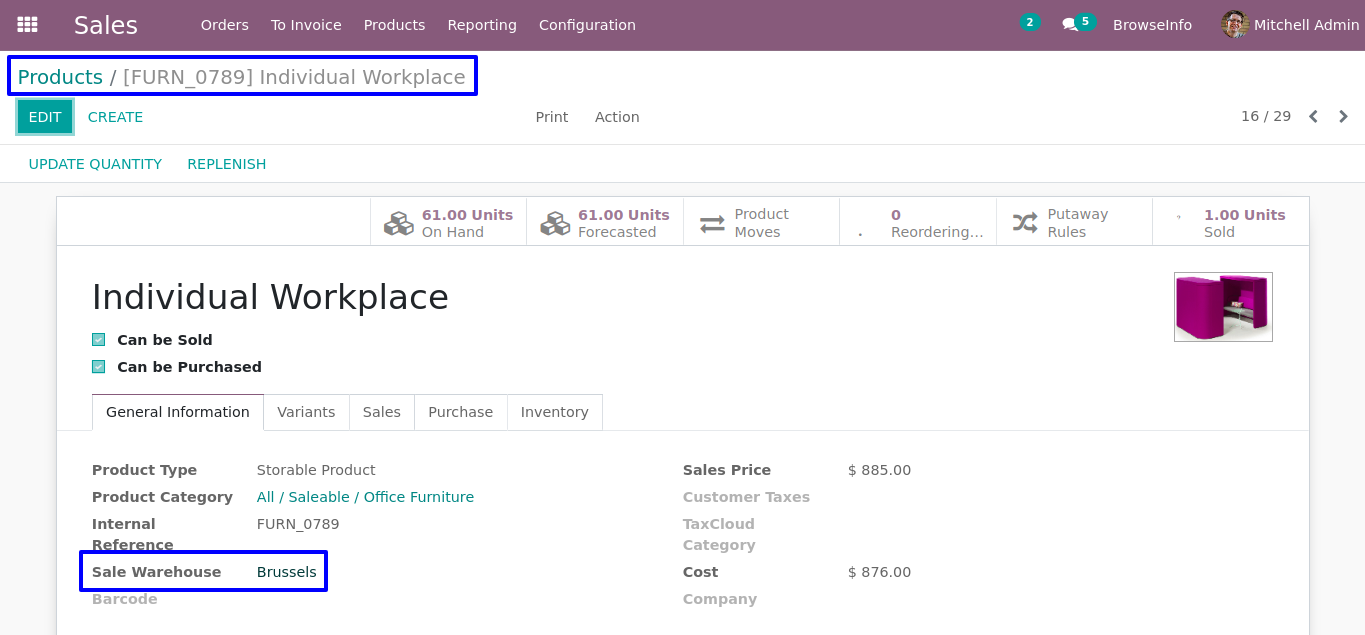 Sales Orders To Invoice Products Reporting Configuration 2 5 BrowseInfo Mitchell Admin
Products / [FURN_0789] Individual Workplace
EDIT CREATE Print Action 16 / 29
UPDATE QUANTITY REPLENISH
61.00 Units
On Hand
61.00 Units
Forecasted
Product
Moves
0
Reordering...
Putaway
Rules
1.00 Units
Sold
Individual Workplace
Can be Sold
Can be Purchased
General Information Variants Sales Purchase Inventory
Product Type Storable Product
Product Category All / Saleable / Office Furniture
Internal
Reference FURN_0789
Sale Warehouse Brussels
Barcode
Sales Price $ 885.00
Customer Taxes
TaxCloud
Category
Cost $ 876.00
Company